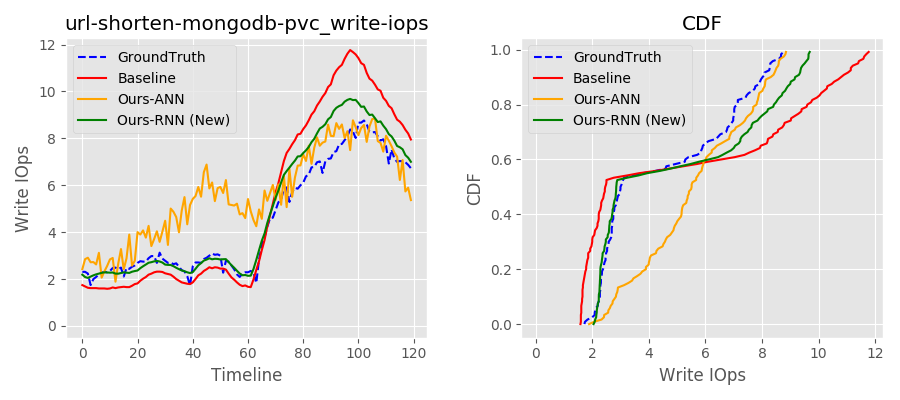 url-shorten-mongodb-pvc_write-iops
GroundTruth
Baseline
Ours-ANN
Ours-RNN (New)
Write IOps
12
10
8
6
4
2
0
0 20 40 60 80 100 120
Timeline
CDF
GroundTruth
Baseline
Ours-ANN
Ours-RNN (New)
CDF
1.0
0.8
0.6
0.4
0.2
0.0
0 2 4 6 8 10 12
Write IOps